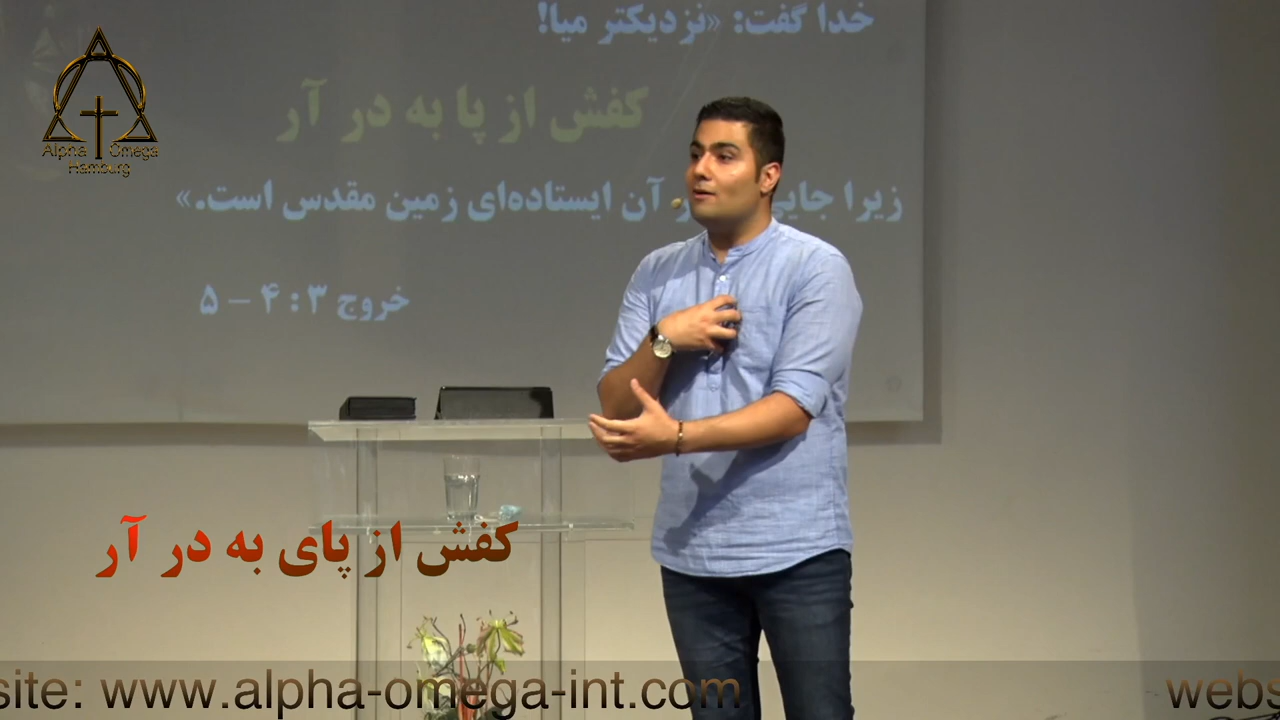 خدا گفت: «نزدیکتر میا!
کفش از پا به در آر
زیرا جایی آن ایستاده‌ای زمین مقدس است.»
خروج ۳ : ۴ – ۵
Alpha Omega
Hamburg
کفش از پای به در آر
site: www.alpha-omega-int.com
webs